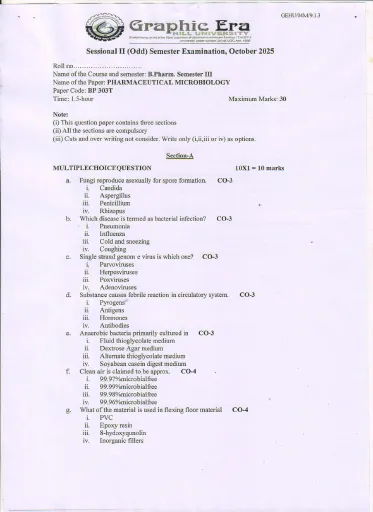 GEHU/04M/9.1.3
Graphic Era
HILL UNIVERSITY
Sessional II (Odd) Semester Examination, October 2025
Roll no.............................
Name of the Course and semester: B.Pharm. Semester III
Name of the Paper: PHARMACEUTICAL MICROBIOLOGY
Paper Code: BP 303T
Time: 1.5-hour Maximum Marks: 30
Note:
(i) This question paper contains three sections
(ii) All the sections are compulsory
(iii) Cuts and over writing not consider. Write only (i,ii,iii or iv) as options.
Section-A
MULTIPLECHOICEQUESTION 10X1 = 10 marks
a. Fungi reproduce asexually for spore formation. CO-3
i. Candida
ii. Aspergillus
iii. Penicillium
iv. Rhizopus
b. Which disease is termed as bacterial infection? CO-3
i. Pneumonia
ii. Influenza
iii. Cold and sneezing
iv. Coughing
c. Single strand genom e virus is which one? CO-3
i. Parvoviruses
ii. Herpesviruses
iii. Poxviruses
iv. Adenoviruses
d. Substance causes febrile reaction in circulatory system. CO-3
i. Pyrogens
ii. Antigens
iii. Hormones
iv. Antibodies
e. Anaerobic bacteria primarily cultured in CO-3
i. Fluid thioglycolate medium
ii. Dextrose Agar medium
iii. Alternate thioglycolate medium
iv. Soyabean casein digest medium
f. Clean air is claimed to be approx. CO-4
i. 99.97%microbialfree
ii. 99.99%microbialfree
iii. 99.98%microbialfree
iv. 99.96%microbialfree
g. What of the material is used in flexing floor material CO-4
i. PVC
ii. Epoxy resin
iii. 8-hydoxyqunolin
iv. Inorganic fillers